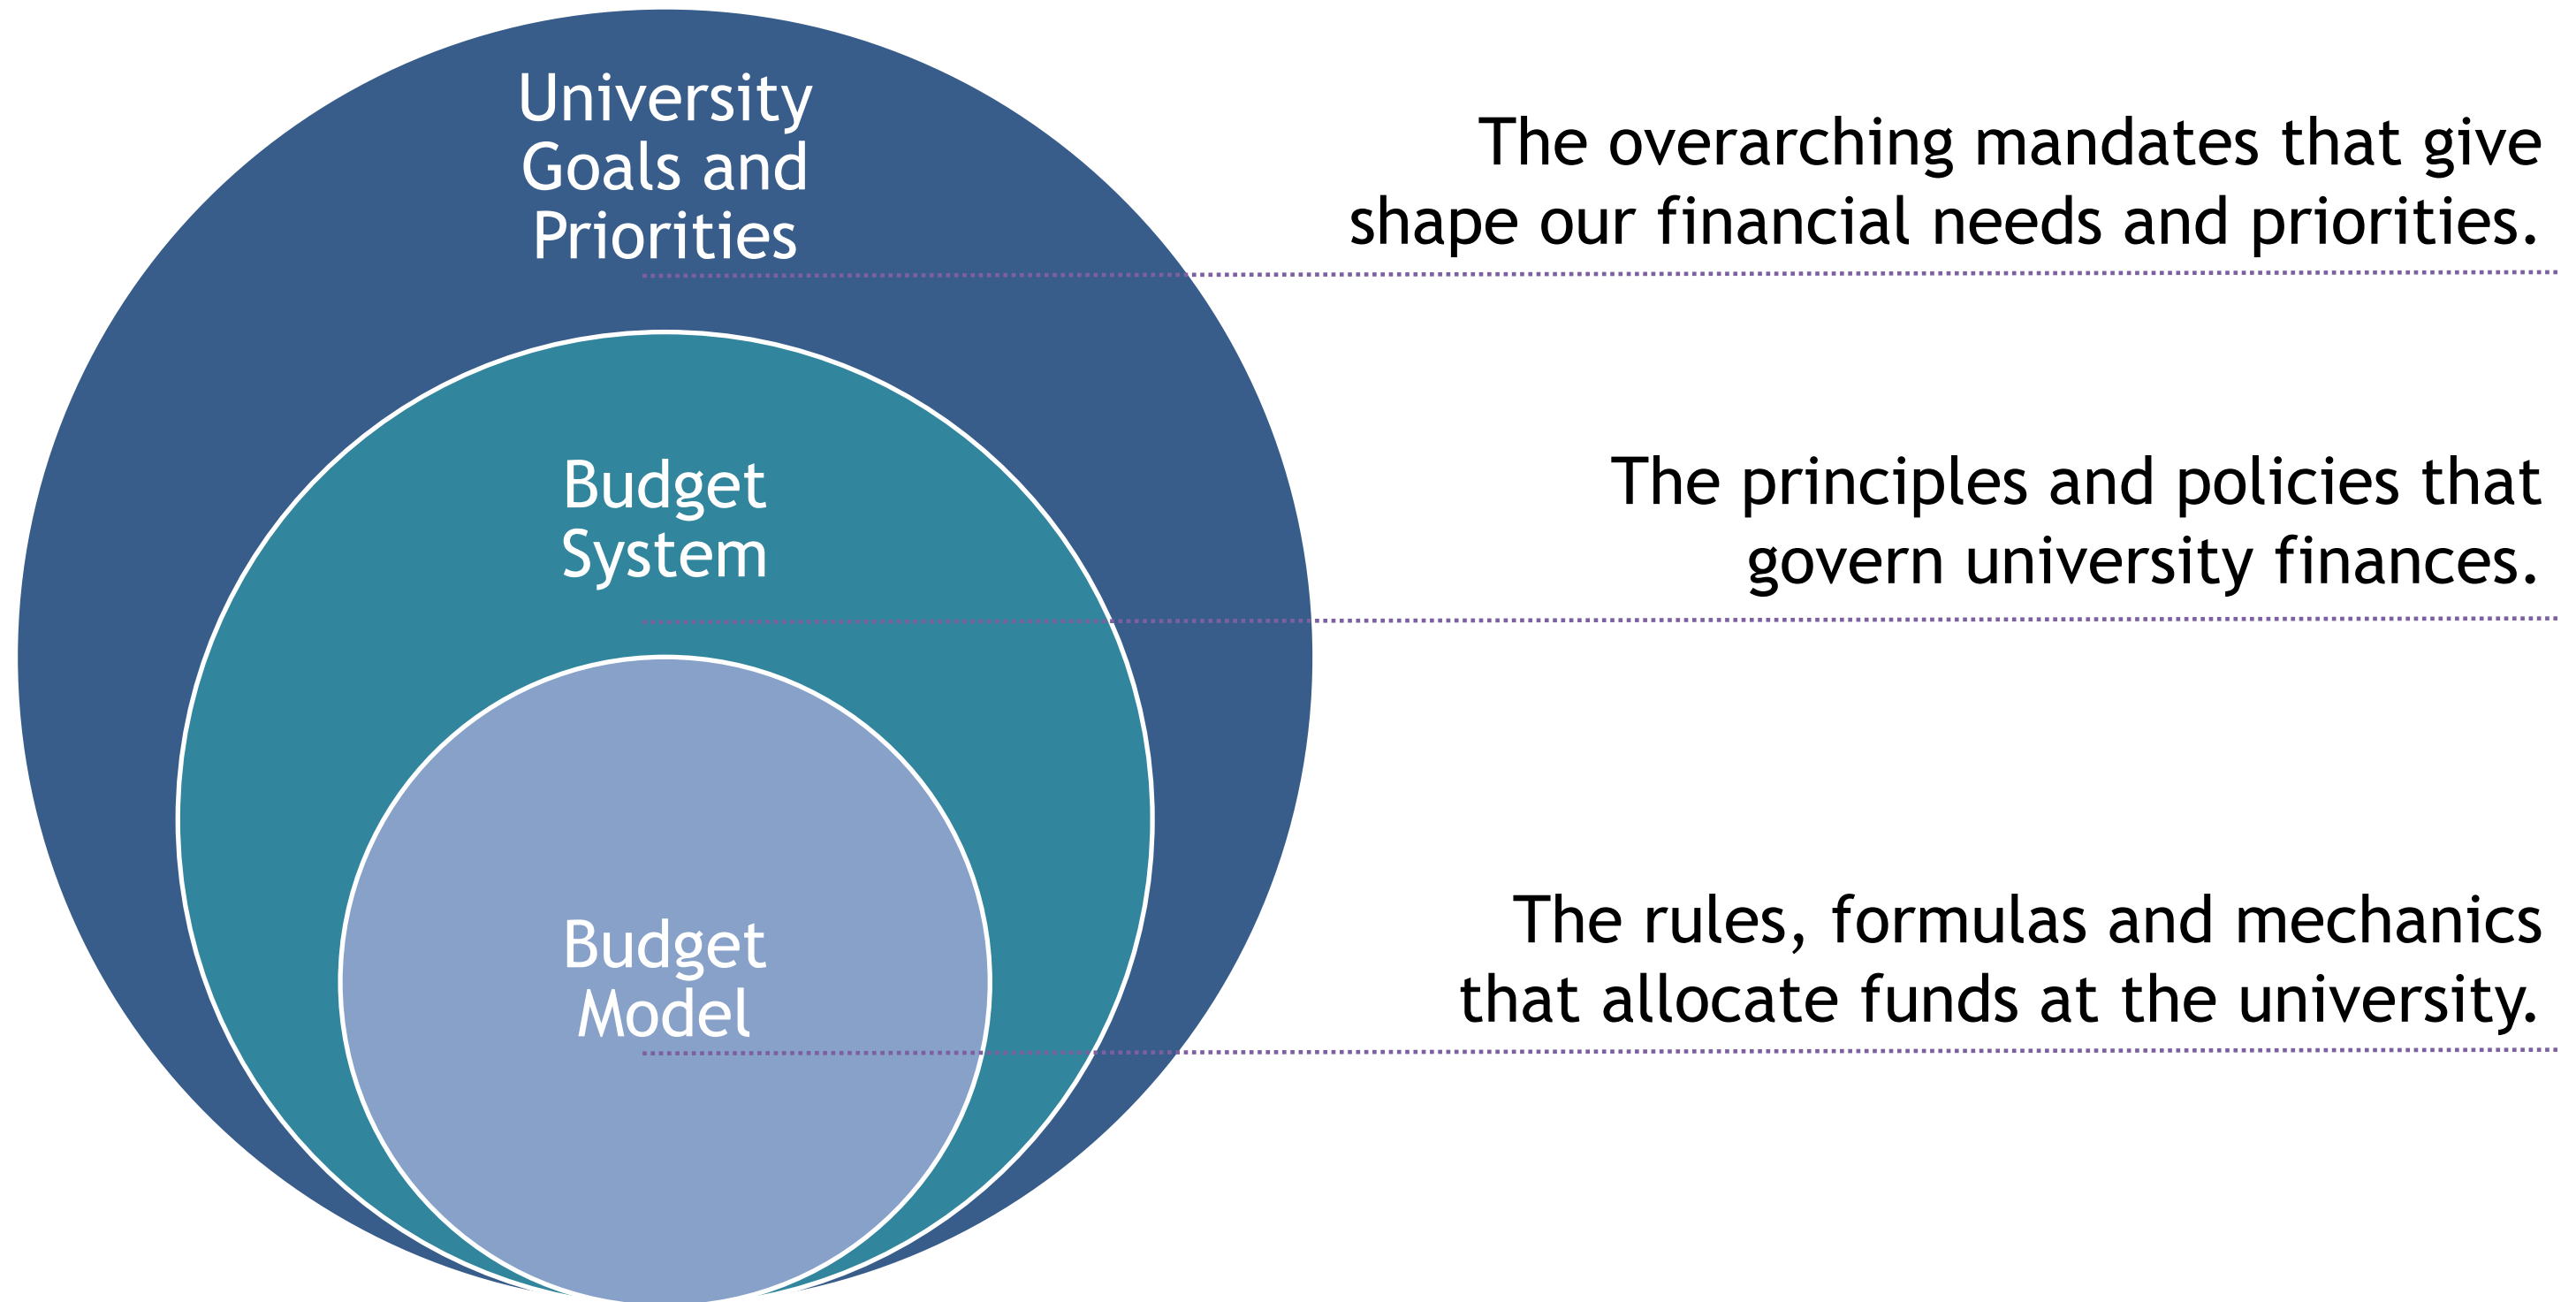 University
Goals and
Priorities
The overarching mandates that give
shape our financial needs and priorities.
Budget
System
The principles and policies that
govern university finances.
Budget
Model
The rules, formulas and mechanics
that allocate funds at the university.